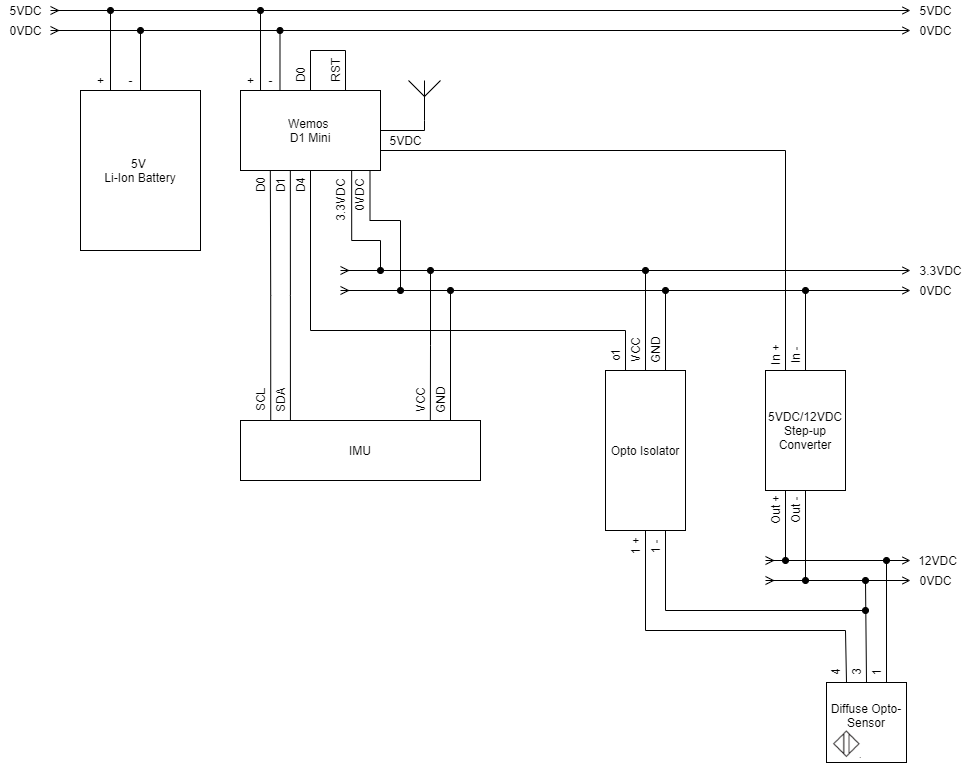 5VDC
5VDC
0VDC
0VDC
+
-
+
-
D0
RST
Wemos
D1 Mini
5VDC
5V
Li-Ion Battery
D0
D1
D4
3.3VDC
0VDC
3.3VDC
0VDC
o1
VCC
GND
In +
In -
SCL
SDA
VCC
GND
IMU
Opto Isolator
5VDC/12VDC
Step-up
Converter
Out +
Out -
1 +
1 -
12VDC
0VDC
4
3
1
Diffuse Opto-
Sensor